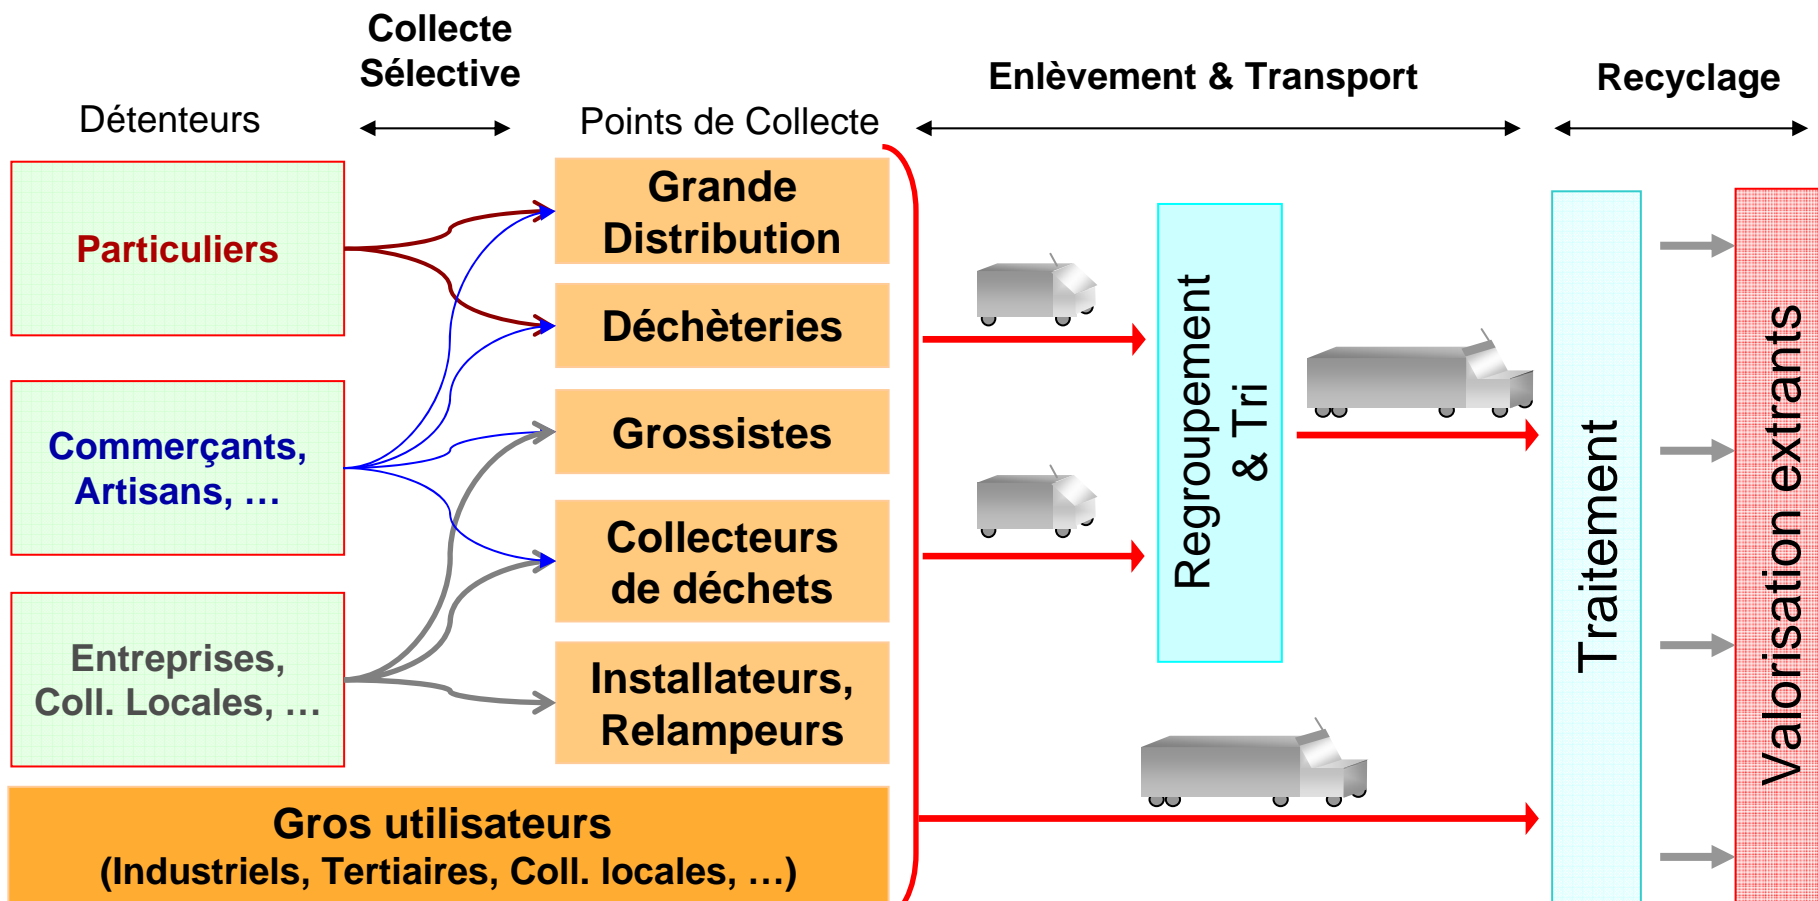 Collecte
Sélective
Enlèvement & Transport
Recyclage
Détenteurs
Points de Collecte
Particuliers
Grande
Distribution
Déchèteries
Commerçants,
Artisans, …
Grossistes
Collecteurs
de déchets
Entreprises,
Coll. Locales, …
Installateurs,
Relampeurs
Gros utilisateurs
(Industriels, Tertiaires, Coll. locales, …)
Regroupement
& Tri
Traitement
Valorisation extrants